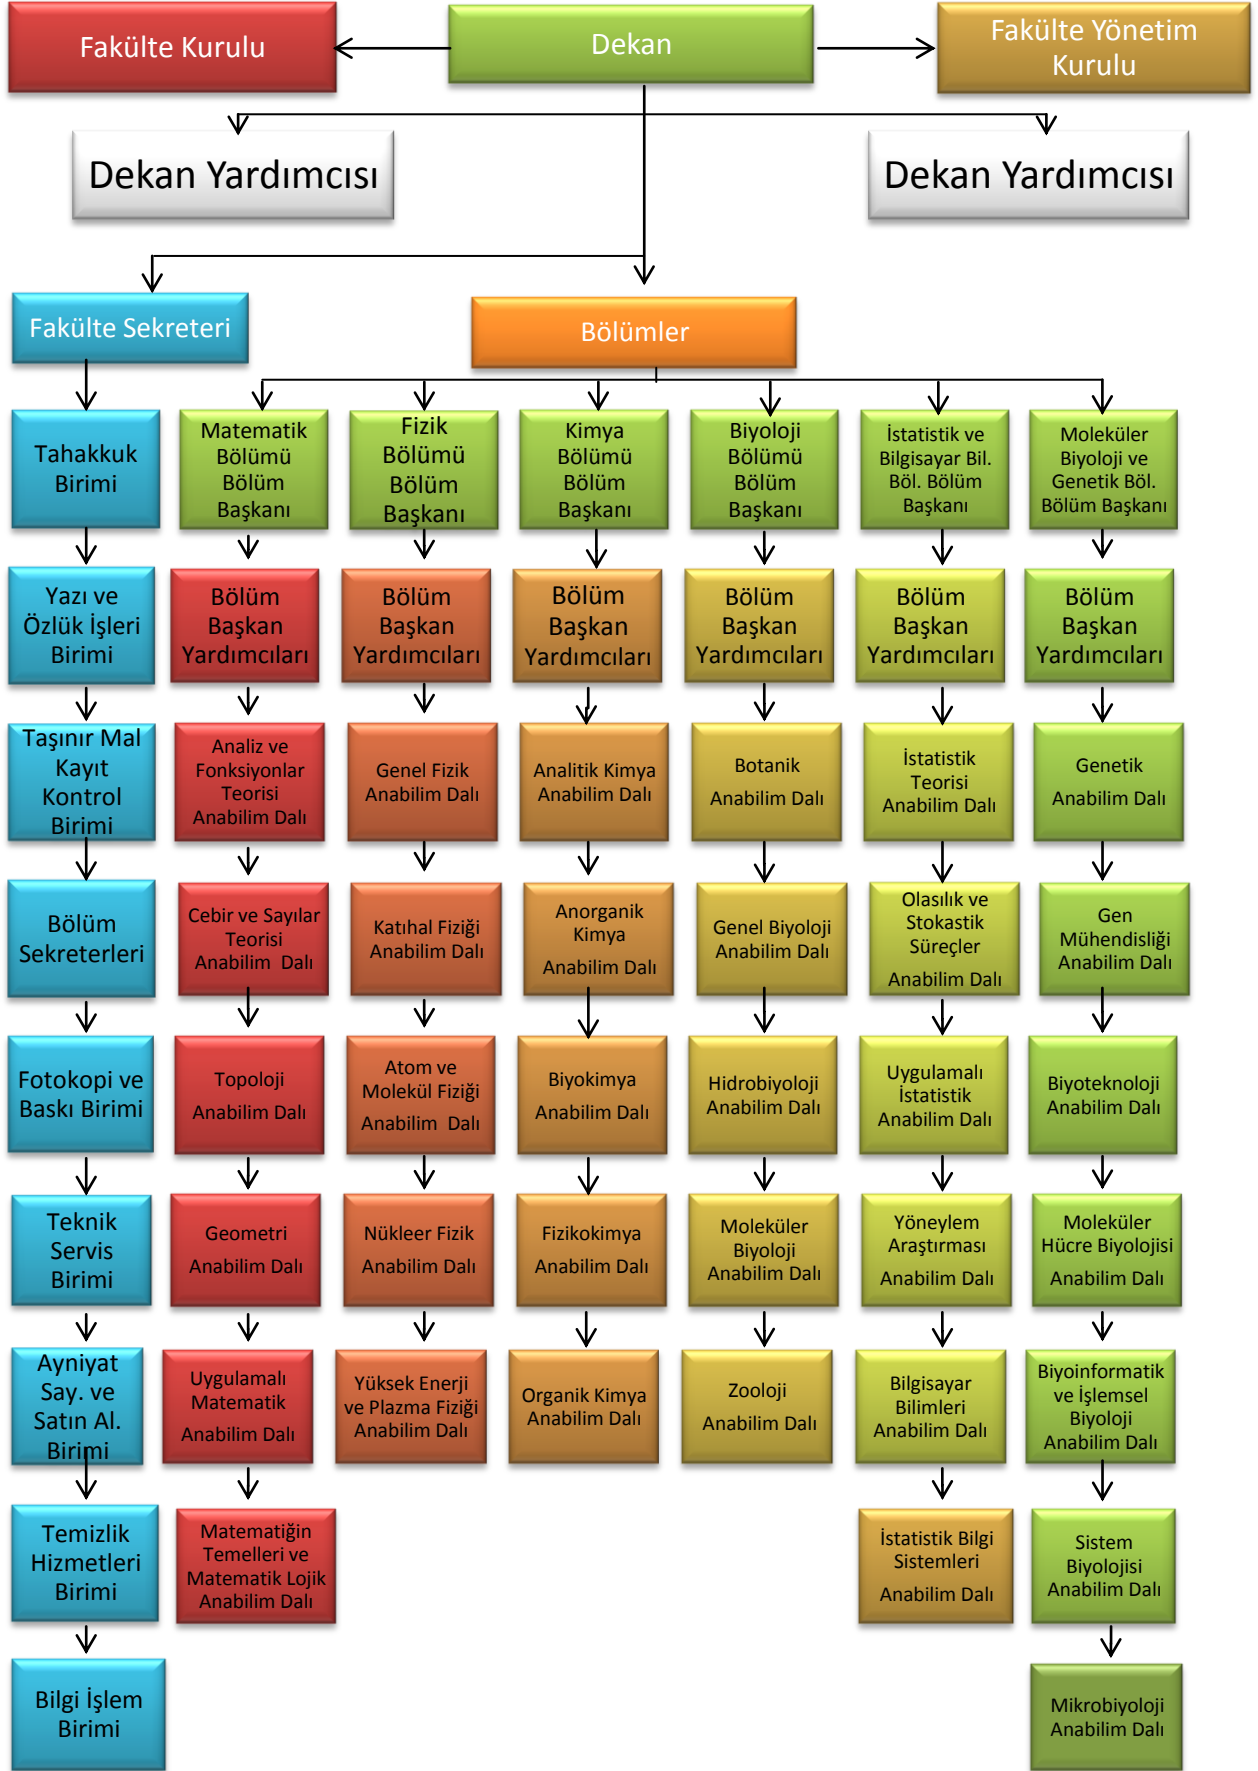 Fakülte Kurulu
Dekan
Fakülte Yönetim
Kurulu
Dekan Yardımcısı
Dekan Yardımcısı
Fakülte Sekreteri
Bölümler
Tahakkuk
Birimi
Matematik
Bölümü
Bölüm
Başkanı
Fizik
Bölümü
Bölüm
Başkanı
Kimya
Bölümü
Bölüm
Başkanı
Biyoloji
Bölümü
Bölüm
Başkanı
İstatistik ve
Bilgisayar Bil.
Böl. Bölüm
Başkanı
Moleküler
Biyoloji ve
Genetik Böl.
Bölüm Başkanı
Yazı ve
Özlük İşleri
Birimi
Bölüm
Başkan
Yardımcıları
Bölüm
Başkan
Yardımcıları
Bölüm
Başkan
Yardımcıları
Bölüm
Başkan
Yardımcıları
Bölüm
Başkan
Yardımcıları
Bölüm
Başkan
Yardımcıları
Taşınır Mal
Kayıt
Kontrol
Birimi
Analiz ve
Fonksiyonlar
Teorisi
Anabilim Dalı
Genel Fizik
Anabilim Dalı
Analitik Kimya
Anabilim Dalı
Botanik
Anabilim Dalı
İstatistik
Teorisi
Anabilim Dalı
Genetik
Anabilim Dalı
Bölüm
Sekreterleri
Cebir ve Sayılar
Teorisi
Anabilim Dalı
Katıhal Fiziği
Anabilim Dalı
Anorganik
Kimya
Anabilim Dalı
Genel Biyoloji
Anabilim Dalı
Olasılık ve
Stokastik
Süreçler
Anabilim Dalı
Gen
Mühendisliği
Anabilim Dalı
Fotokopi ve
Baskı Birimi
Topoloji
Anabilim Dalı
Atom ve
Molekül Fiziği
Anabilim Dalı
Biyokimya
Anabilim Dalı
Hidrobiyoloji
Anabilim Dalı
Uygulamalı
İstatistik
Anabilim Dalı
Biyoteknoloji
Anabilim Dalı
Teknik
Servis
Birimi
Geometri
Anabilim Dalı
Nükleer Fizik
Anabilim Dalı
Fizikokimya
Anabilim Dalı
Moleküler
Biyoloji
Anabilim Dalı
Yöneylem
Araştırması
Anabilim Dalı
Moleküler
Hücre Biyolojisi
Anabilim Dalı
Ayniyat
Say. ve
Satın Al.
Birimi
Uygulamalı
Matematik
Anabilim Dalı
Yüksek Enerji
ve Plazma Fiziği
Anabilim Dalı
Organik Kimya
Anabilim Dalı
Zooloji
Anabilim Dalı
Bilgisayar
Bilimleri
Anabilim Dalı
Biyoinformatik
ve İşlemsel
Biyoloji
Anabilim Dalı
Temizlik
Hizmetleri
Birimi
Matematiğin
Temelleri ve
Matematik Lojik
Anabilim Dalı
İstatistik Bilgi
Sistemleri
Anabilim Dalı
Sistem
Biyolojisi
Anabilim Dalı
Bilgi İşlem
Birimi
Mikrobiyoloji
Anabilim Dalı